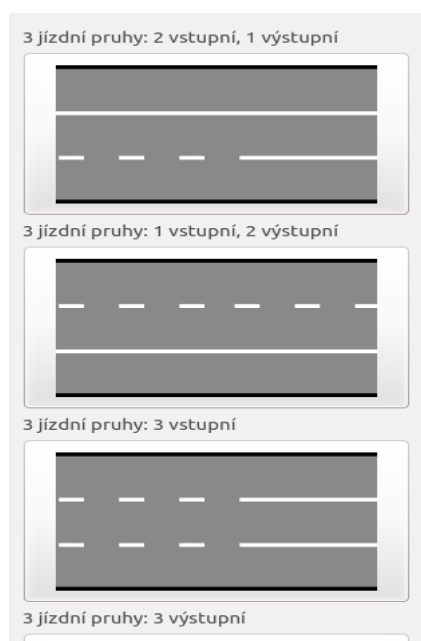 3 jízdní pruhy: 2 vstupní, 1 výstupní
3 jízdní pruhy: 1 vstupní, 2 výstupní
3 jízdní pruhy: 3 vstupní
3 jízdní pruhy: 3 výstupní